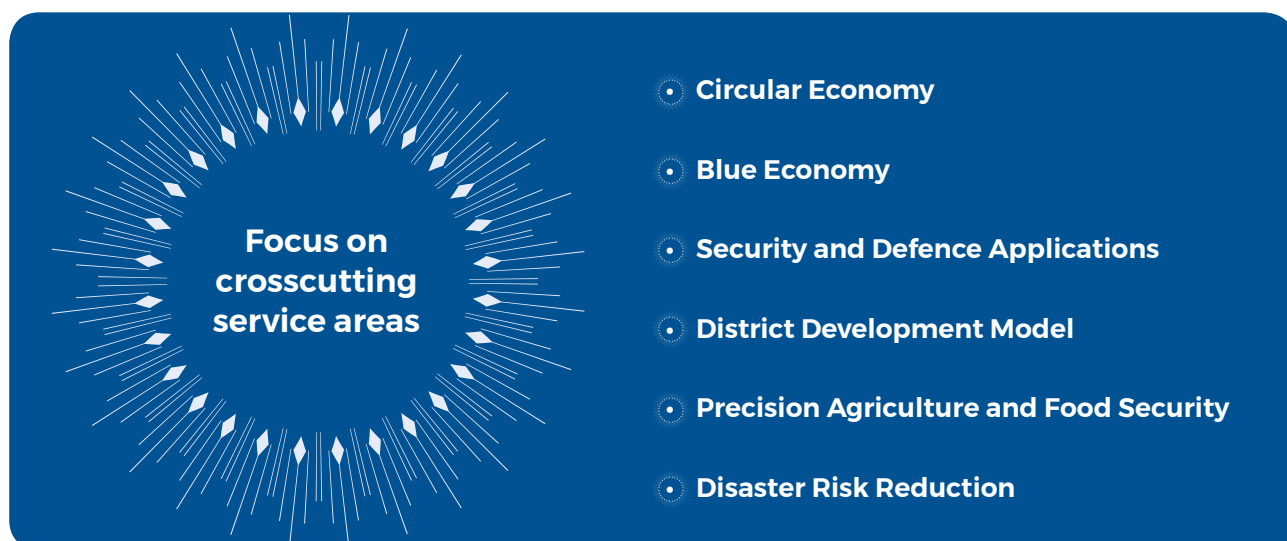 Focus on
crosscutting
service areas
Circular Economy
Blue Economy
Security and Defence Applications
District Development Model
Precision Agriculture and Food Security
Disaster Risk Reduction